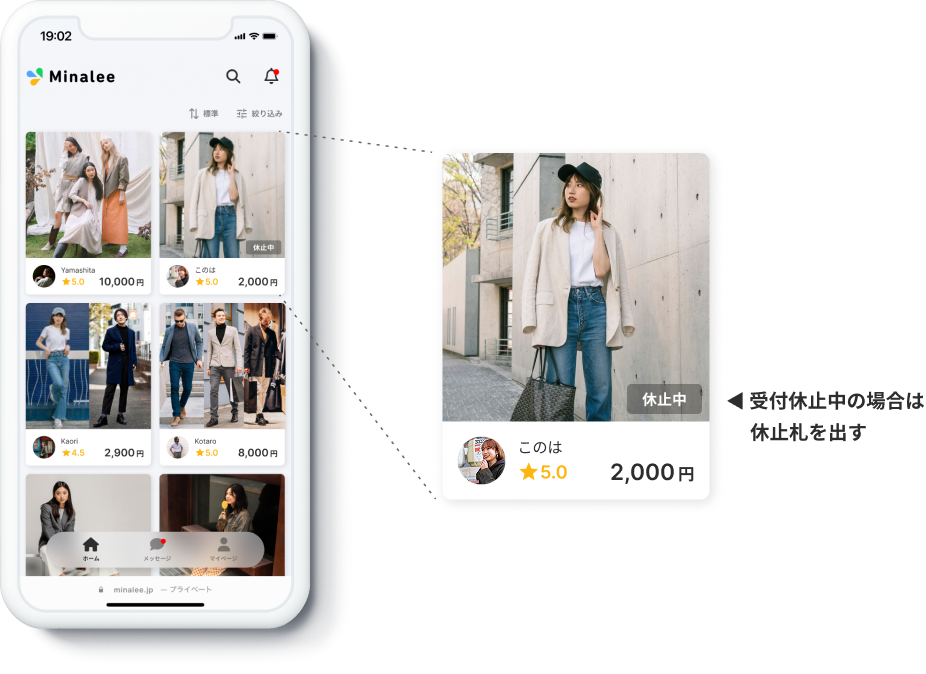 19:02
Minalee
標準 絞り込み
休止中
Yamashita
★5.0 10,000円
このは
★5.0 2,000円
Kaori
★4.5 2,900円
Kotaro
★5.0 8,000円
ホーム メッセージ マイページ
minalee.jp ープライベート
休止中
このは
★5.0 2,000円
◀ 受付休止中の場合は
休止札を出す